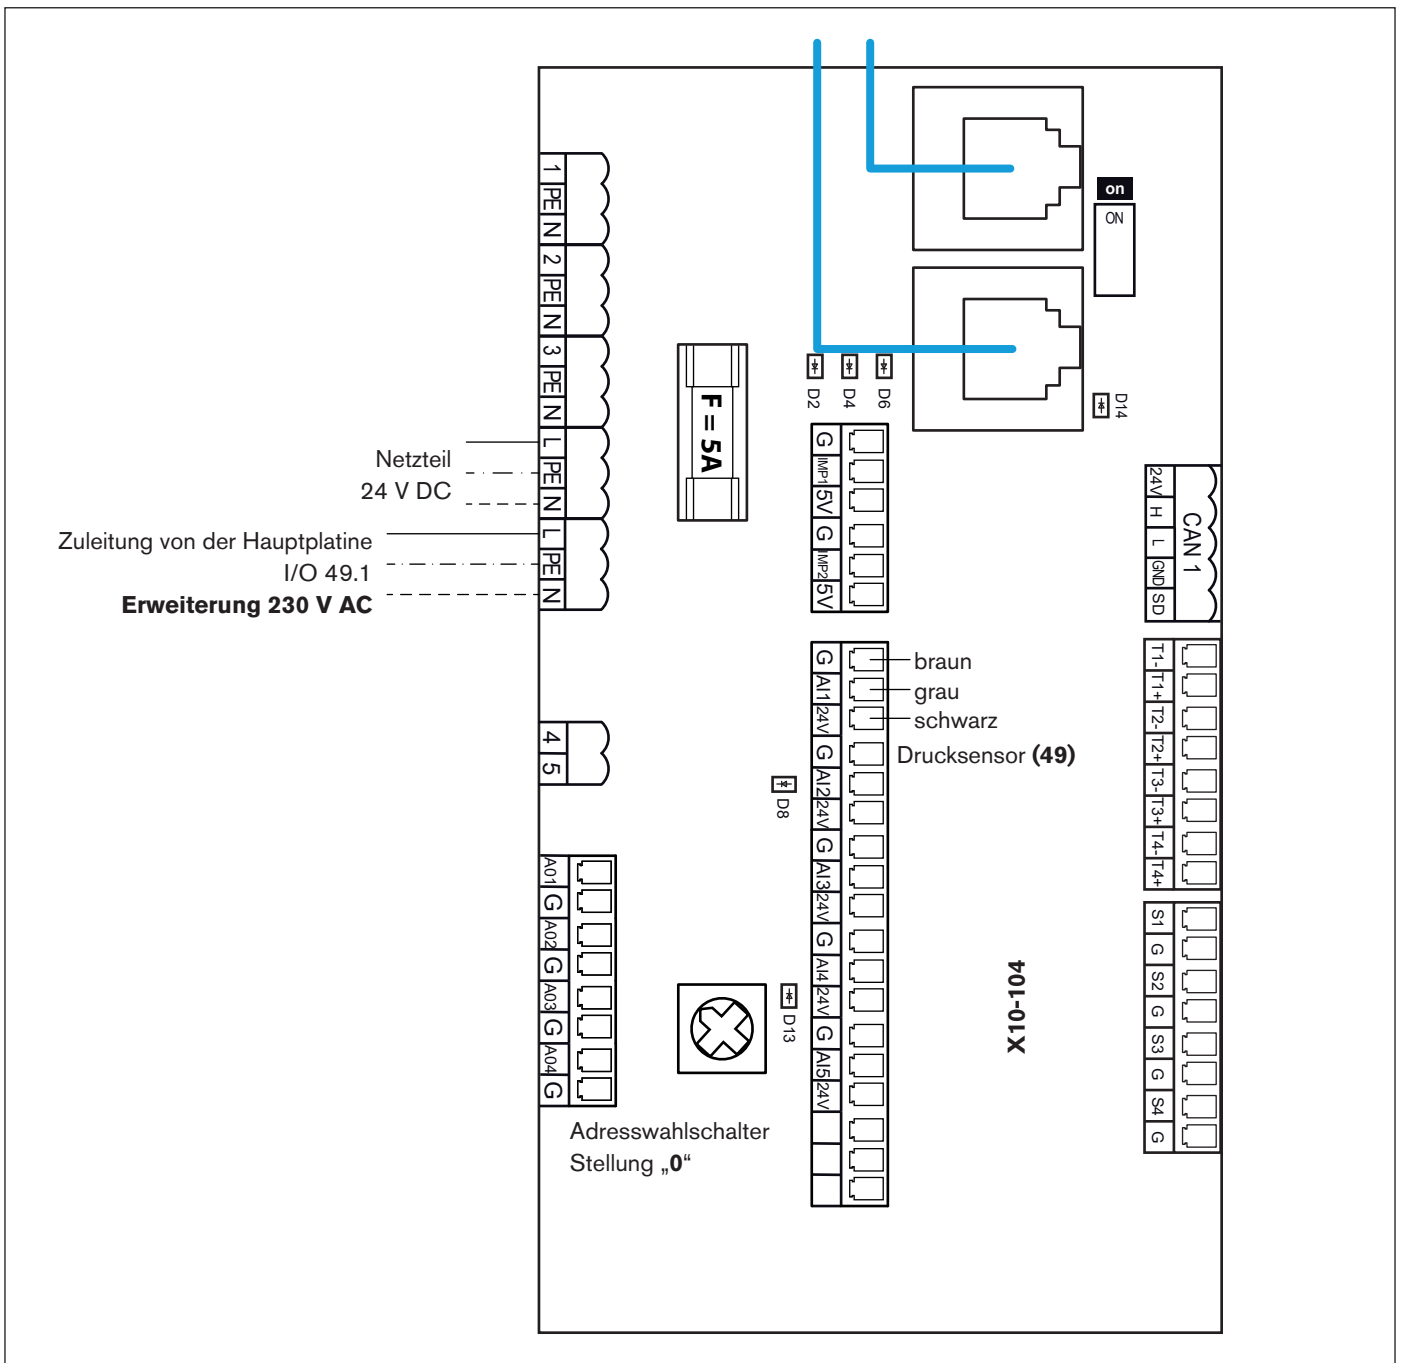 on
ON
1
PE
N
2
PE
N
3
PE
N
L
PE
N
L
PE
N
Netzteil
24 V DC
Zuleitung von der Hauptplatine
I/O 49.1
Erweiterung 230 V AC
F = 5A
D2
D4
D6
D14
G
IMP1
5V
G
IMP2
5V
24V
H
L
GND
SD
CAN 1
G
AI1
24V
G
AI2
24V
G
AI3
24V
G
AI4
24V
G
AI5
24V
braun
grau
schwarz
Drucksensor (49)
T1-
T1+
T2-
T2+
T3-
T3+
T4-
T4+
4
5
D8
A01
G
A02
G
A03
G
A04
G
D13
X10-104
S1
G
S2
G
S3
G
S4
G
Adresswahlschalter
Stellung „0“